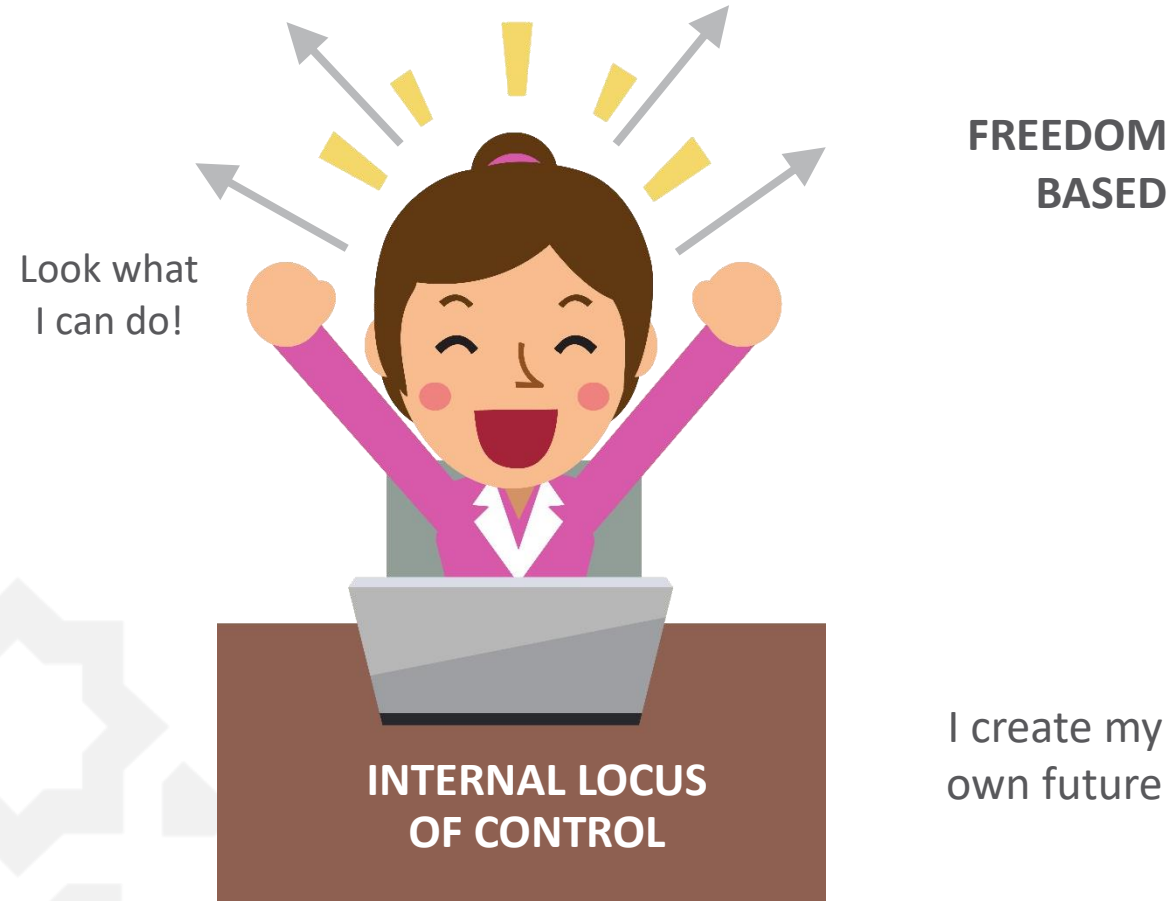 FREEDOM
BASED
Look what
I can do!
I create my
own future
INTERNAL LOCUS
OF CONTROL